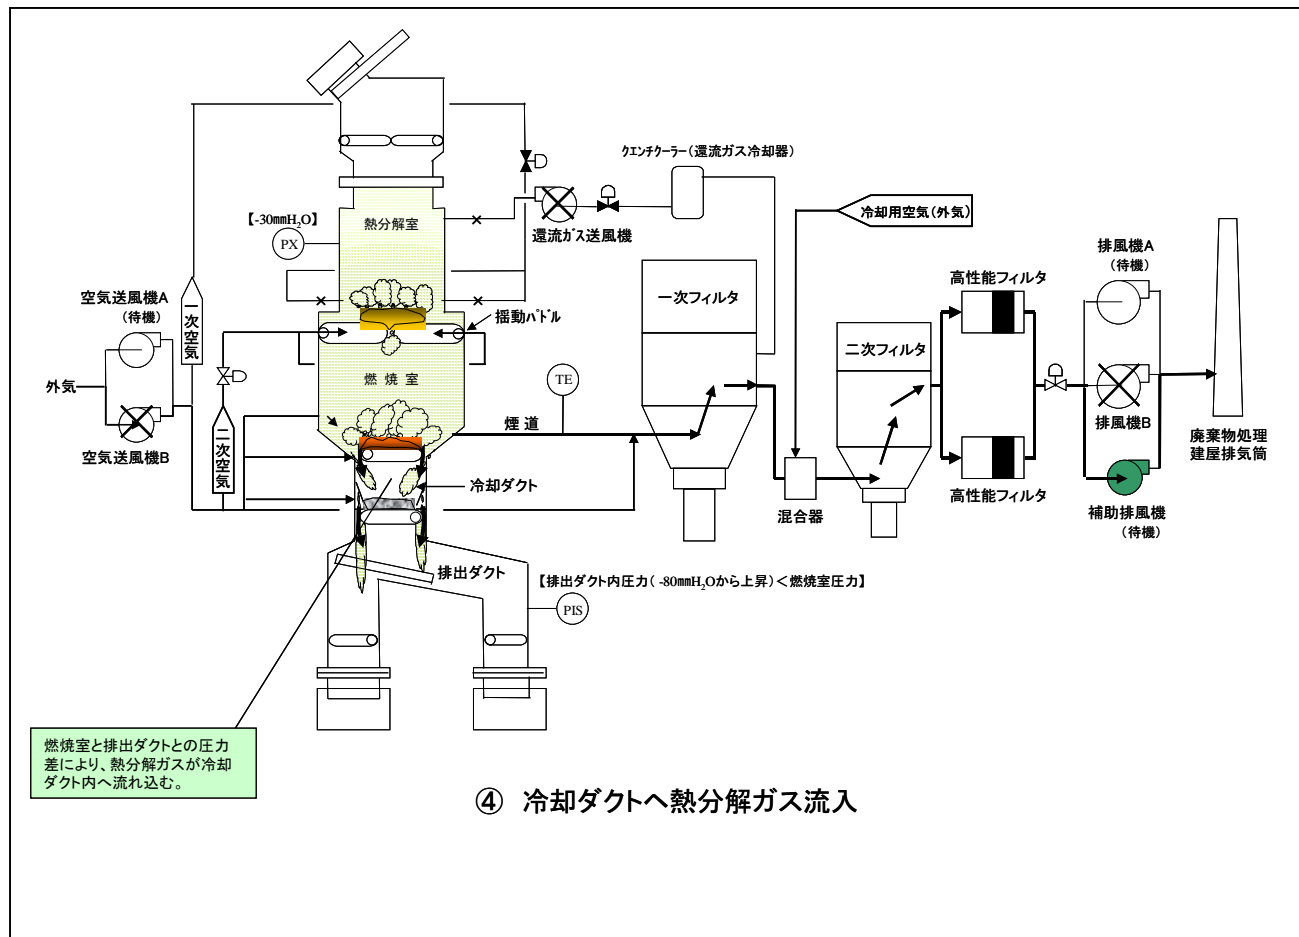 クエンチクーラー(還流ガス冷却器)
【-30mmH2O】
PX
熱分解室
還流ガス送風機
冷却用空気(外気)
空気送風機A
(待機)
一次空気
揺動パドル
一次フィルタ
高性能フィルタ
排風機A
(待機)
外気
燃焼室
TE
二次フィルタ
空気送風機B
二次空気
煙道
排風機B
廃棄物処理
建屋排気筒
冷却ダクト
混合器
高性能フィルタ
補助排風機
(待機)
排出ダクト
【排出ダクト内圧力(-80mmH2Oから上昇)<燃焼室圧力】
PIS
燃焼室と排出ダクトとの圧力
差により、熱分解ガスが冷却
ダクト内へ流れ込む。
④ 冷却ダクトへ熱分解ガス流入